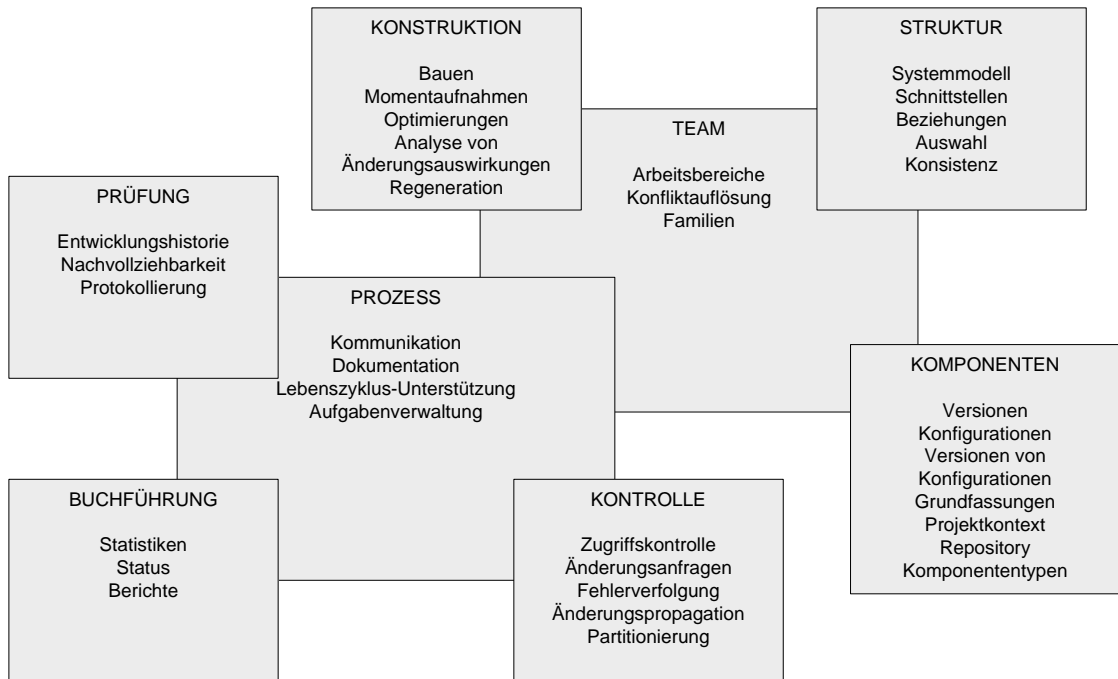 KONSTRUKTION
Bauen
Momentaufnahmen
Optimierungen
Analyse von
Änderungsauswirkungen
Regeneration
STRUKTUR
Systemmodell
Schnittstellen
Beziehungen
Auswahl
Konsistenz
TEAM
Arbeitsbereiche
Konfliktauflösung
Familien
PRÜFUNG
Entwicklungshistorie
Nachvollziehbarkeit
Protokollierung
PROZESS
Kommunikation
Dokumentation
Lebenszyklus-Unterstützung
Aufgabenverwaltung
KOMPONENTEN
Versionen
Konfigurationen
Versionen von
Konfigurationen
Grundfassungen
Projektkontext
Repository
Komponententypen
BUCHFÜHRUNG
Statistiken
Status
Berichte
KONTROLLE
Zugriffskontrolle
Änderungsanfragen
Fehlerverfolgung
Änderungspropagation
Partitionierung